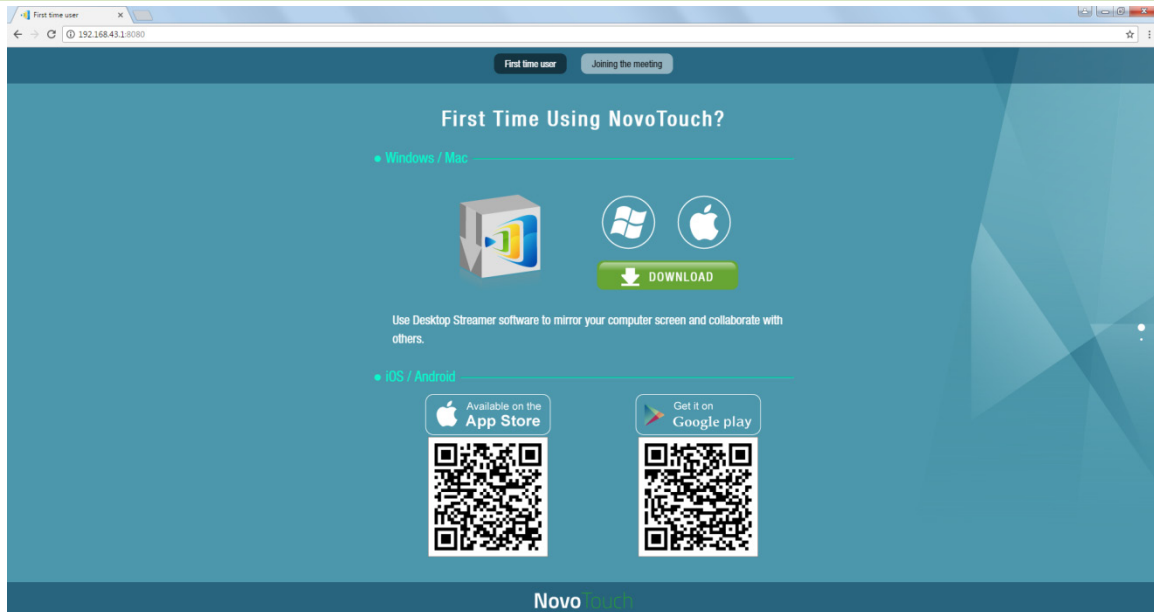 First time user
192.168.43.1:8080
First time user
Joining the meeting
First Time Using NovoTouch?
Windows / Mac
DOWNLOAD
Use Desktop Streamer software to mirror your computer screen and collaborate with
others.
iOS / Android
Available on the
App Store
Get it on
Google play
NovoTouch